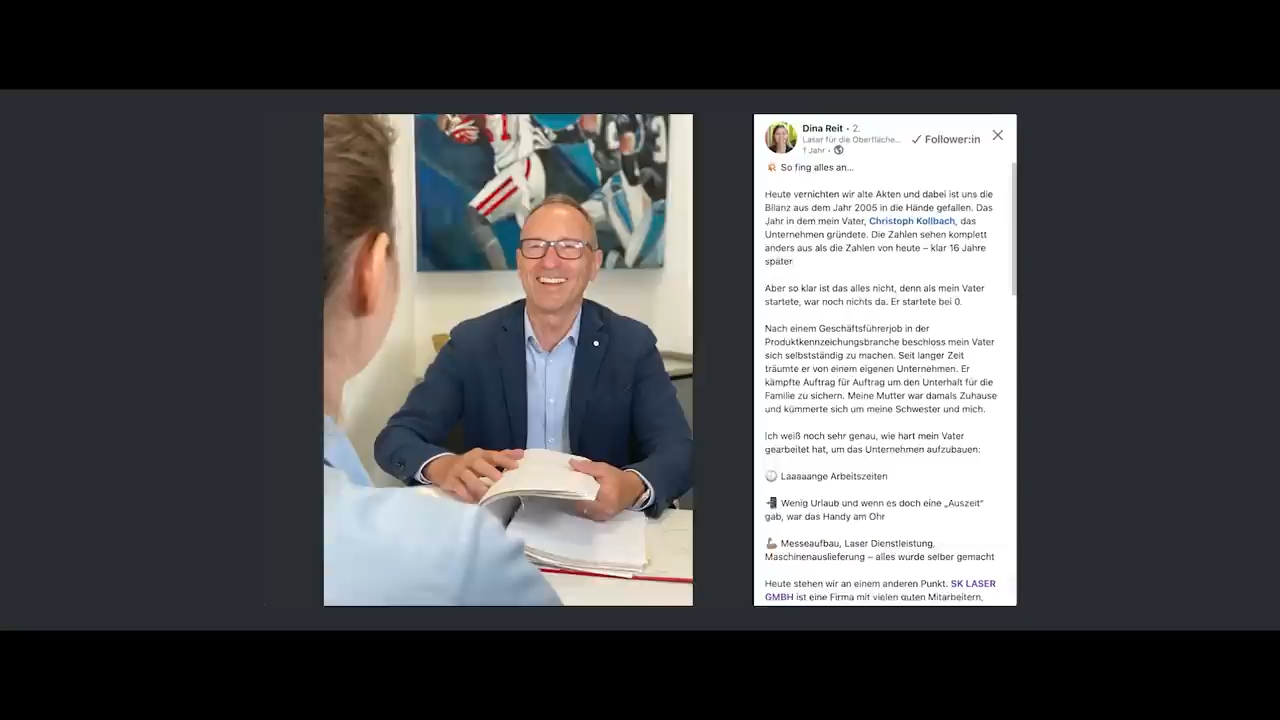 Dina Reit • 2.
Laser für die Oberfläche...
1 Jahr •
✓ Follower:in
So fing alles an...
Heute vernichten wir alte Akten und dabei ist uns die
Bilanz aus dem Jahr 2005 in die Hände gefallen. Das
Jahr in dem mein Vater, Christoph Kollbach, das
Unternehmen gründete. Die Zahlen sehen komplett
anders aus als die Zahlen von heute – klar 16 Jahre
später
Aber so klar ist das alles nicht, denn als mein Vater
startete, war noch nichts da. Er startete bei 0.
Nach einem Geschäftsführerjob in der
Produktkennzeichungsbranche beschloss mein Vater
sich selbstständig zu machen. Seit langer Zeit
träumte er von einem eigenen Unternehmen. Er
kämpfte Auftrag für Auftrag um den Unterhalt für die
Familie zu sichern. Meine Mutter war damals Zuhause
und kümmerte sich um meine Schwester und mich.
Ich weiß noch sehr genau, wie hart mein Vater
gearbeitet hat, um das Unternehmen aufzubauen:
Laaaaange Arbeitszeiten
Wenig Urlaub und wenn es doch eine „Auszeit"
gab, war das Handy am Ohr
Messeaufbau, Laser Dienstleistung,
Maschinenauslieferung – alles wurde selber gemacht
Heute stehen wir an einem anderen Punkt. SK LASER
GMBH ist eine Firma mit vielen guten Mitarbeitern,